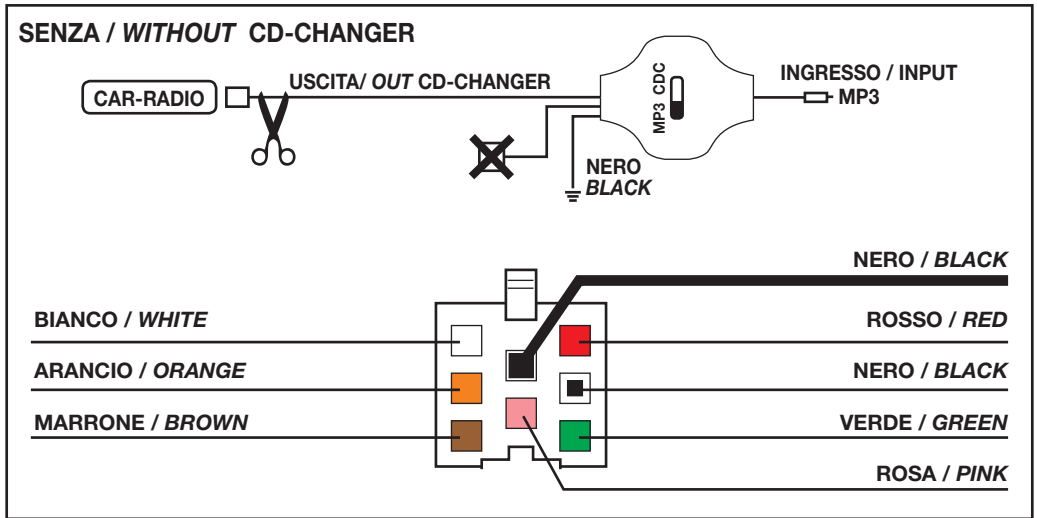 SENZA / WITHOUT CD-CHANGER
CAR-RADIO
USCITA/ OUT CD-CHANGER
MP3 CDC
INGRESSO / INPUT
MP3
NERO
BLACK
NERO / BLACK
BIANCO / WHITE
ROSSO / RED
ARANCIO / ORANGE
NERO / BLACK
MARRONE / BROWN
VERDE / GREEN
ROSA / PINK